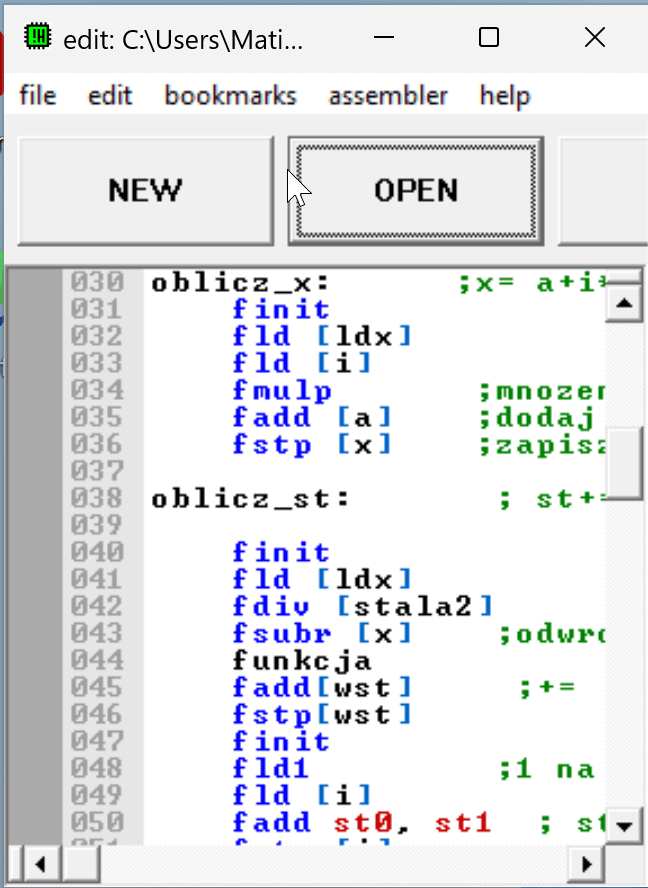 edit: C:\Users\Mati...
file edit bookmarks assembler help
NEW OPEN
030 oblicz_x: ;x= a+i*
031 finit
032 fld [ldx]
033 fld [i]
034 fmulp ;mnozen
035 fadd [a] ;dodaj
036 fstp [x] ;zapisz
037
038 oblicz_st: ; st+=
039
040 finit
041 fld [ldx]
042 fdiv [stala2]
043 fsubr [x] ;odwro
044 funkcja
045 fadd[wst] ;+=
046 fstp[wst]
047 finit
048 fld1 ;1 na
049 fld [i]
050 fadd st0, st1 ; st